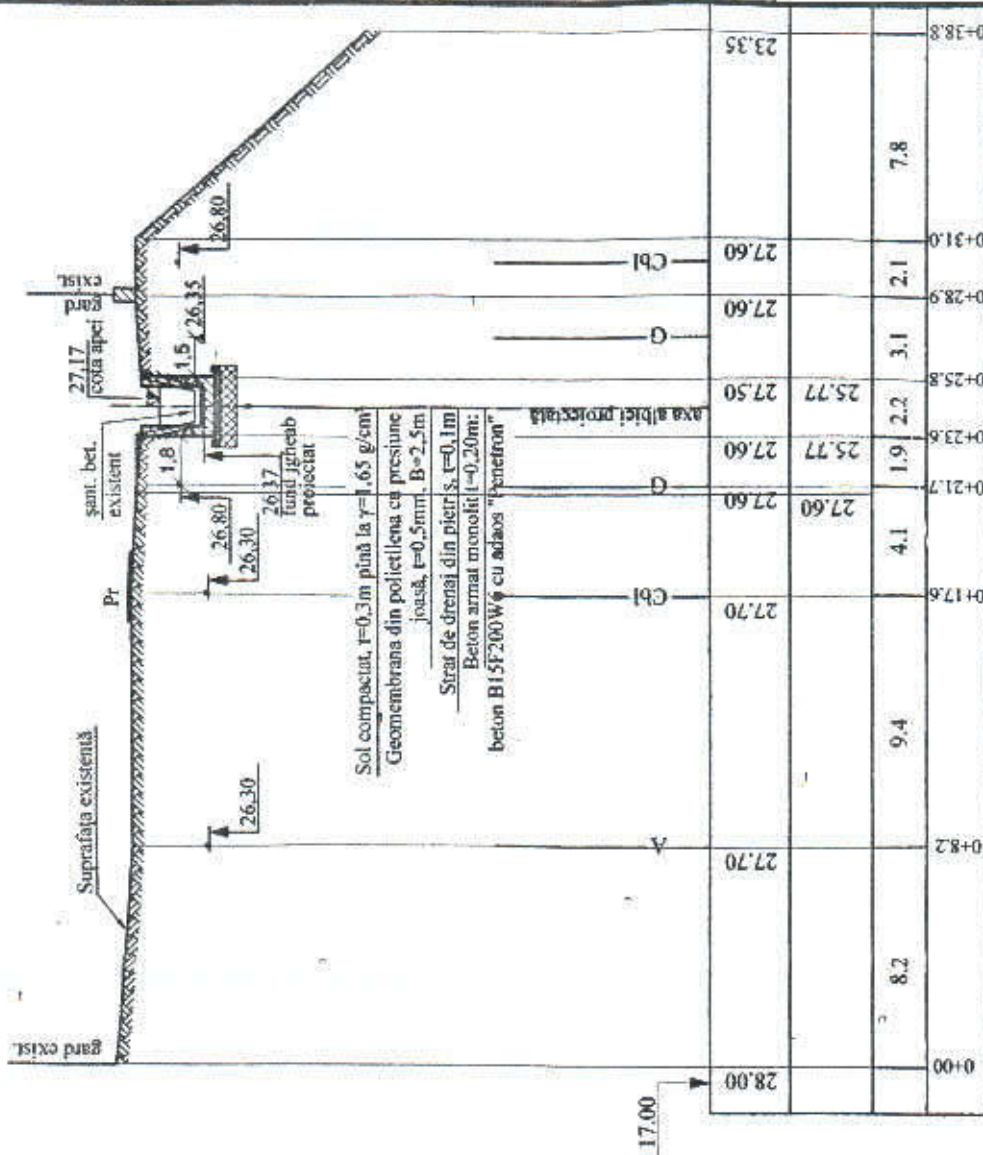 gard exist.
Suprafaţa existentă
Pr
şant. bet.
existent
27,17
cota apei
gard.
exist.
26,30
26,30
26,80
1,8
1,5
26,35
26,80
26,37
fund jgheab
proiectat
Sol compactat, t=0,3m pînă la γ=1,65 g/cm³
Geomembrana din polietilena cu presiune
joasă, t=0,5mm, B=2,5m
Strat de drenaj din pietriş, t=0,1m
Beton armat monolit t=0,20m:
beton B15F200W6 cu adaos "Penetron"
A
Cbl
G
axa albiei proiectată
G
Cbl
17.00
28.00
27.70
27.70
27.60
27.60
27.50
27.60
27.60
23.35
27.60
25.77
25.77
8.2
9.4
4.1
1.9
2.2
3.1
2.1
7.8
0+00
0+8.2
0+17.6
0+21.7
0+23.6
0+25.8
0+28.9
0+31.0
0+38.8